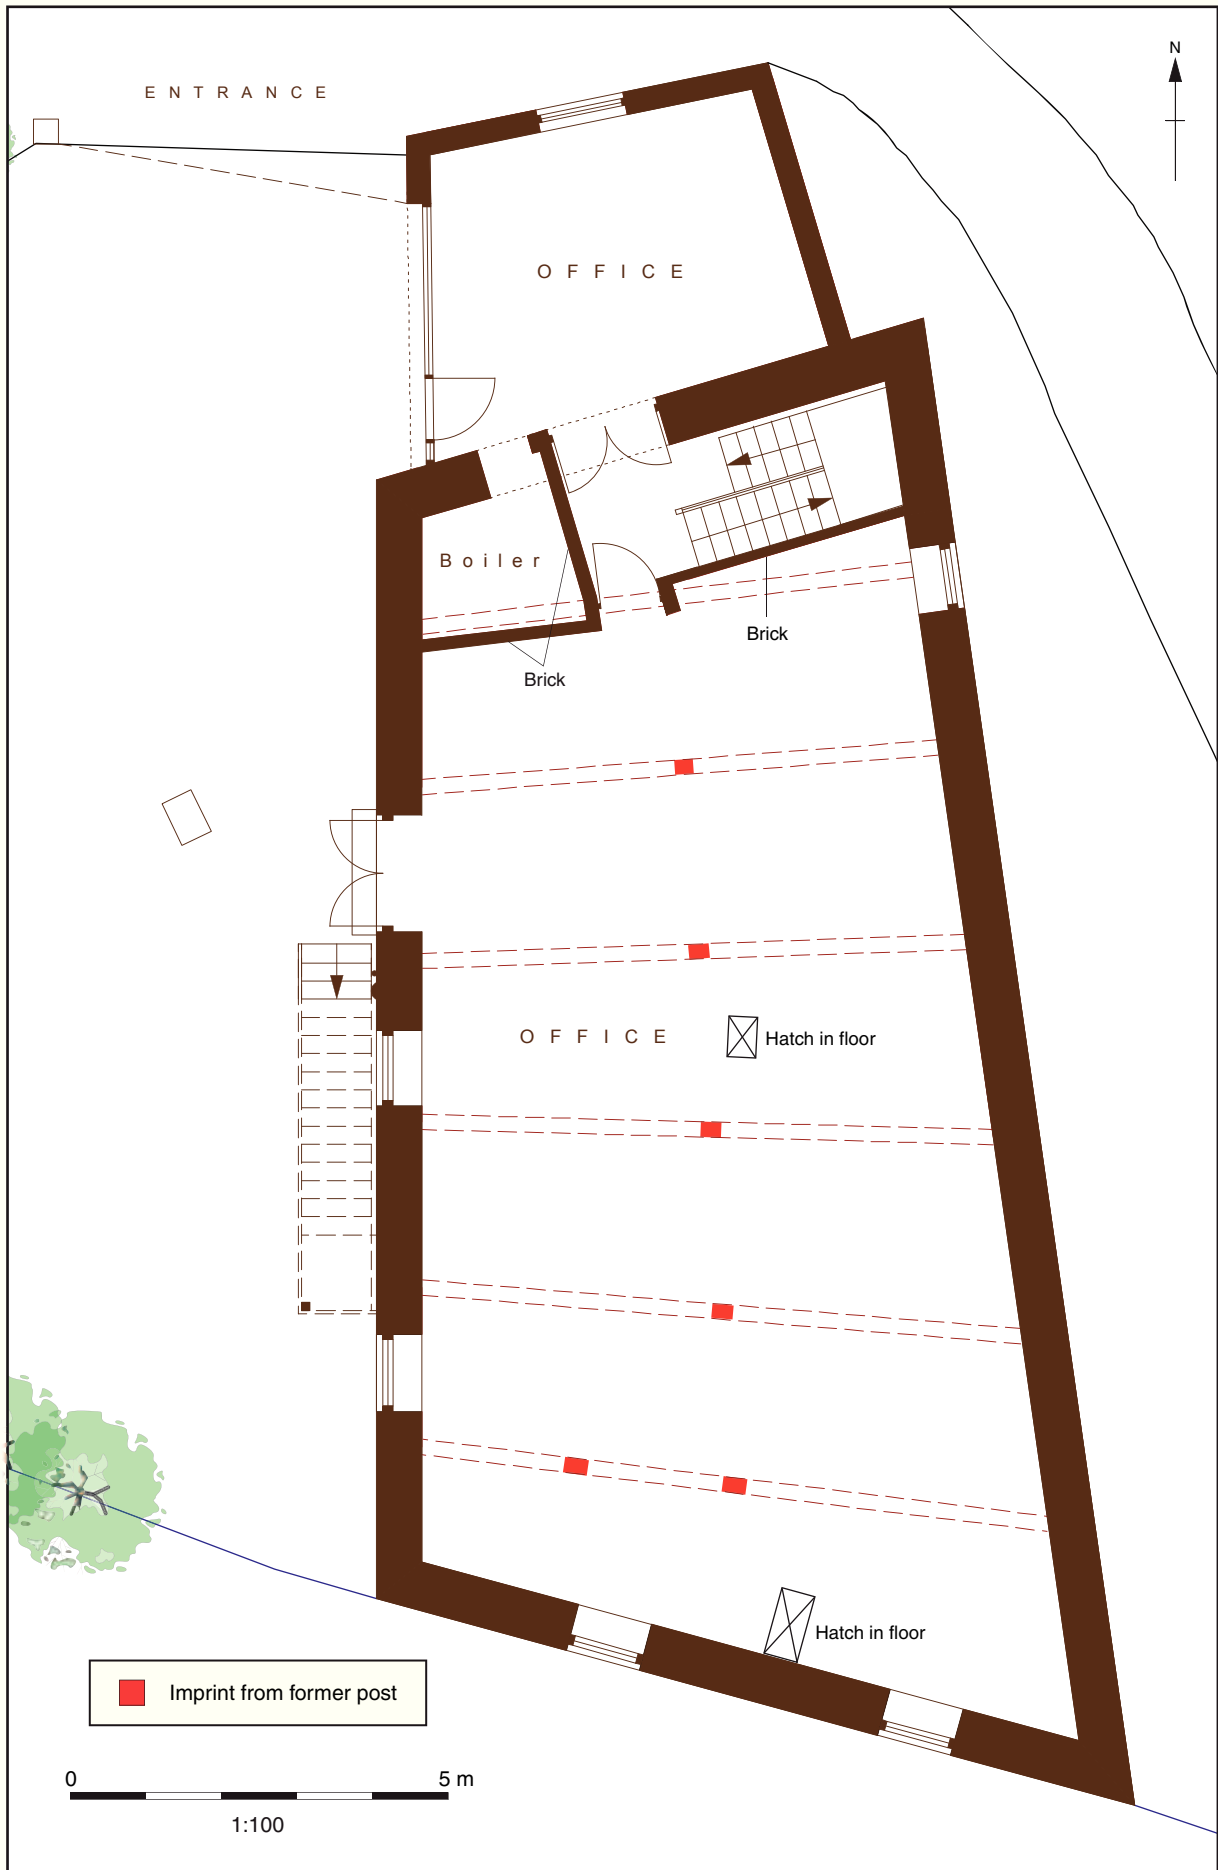 N
ENTRANCE
OFFICE
Boiler
Brick
Brick
OFFICE
Hatch in floor
Hatch in floor
Imprint from former post
0 5 m
1:100